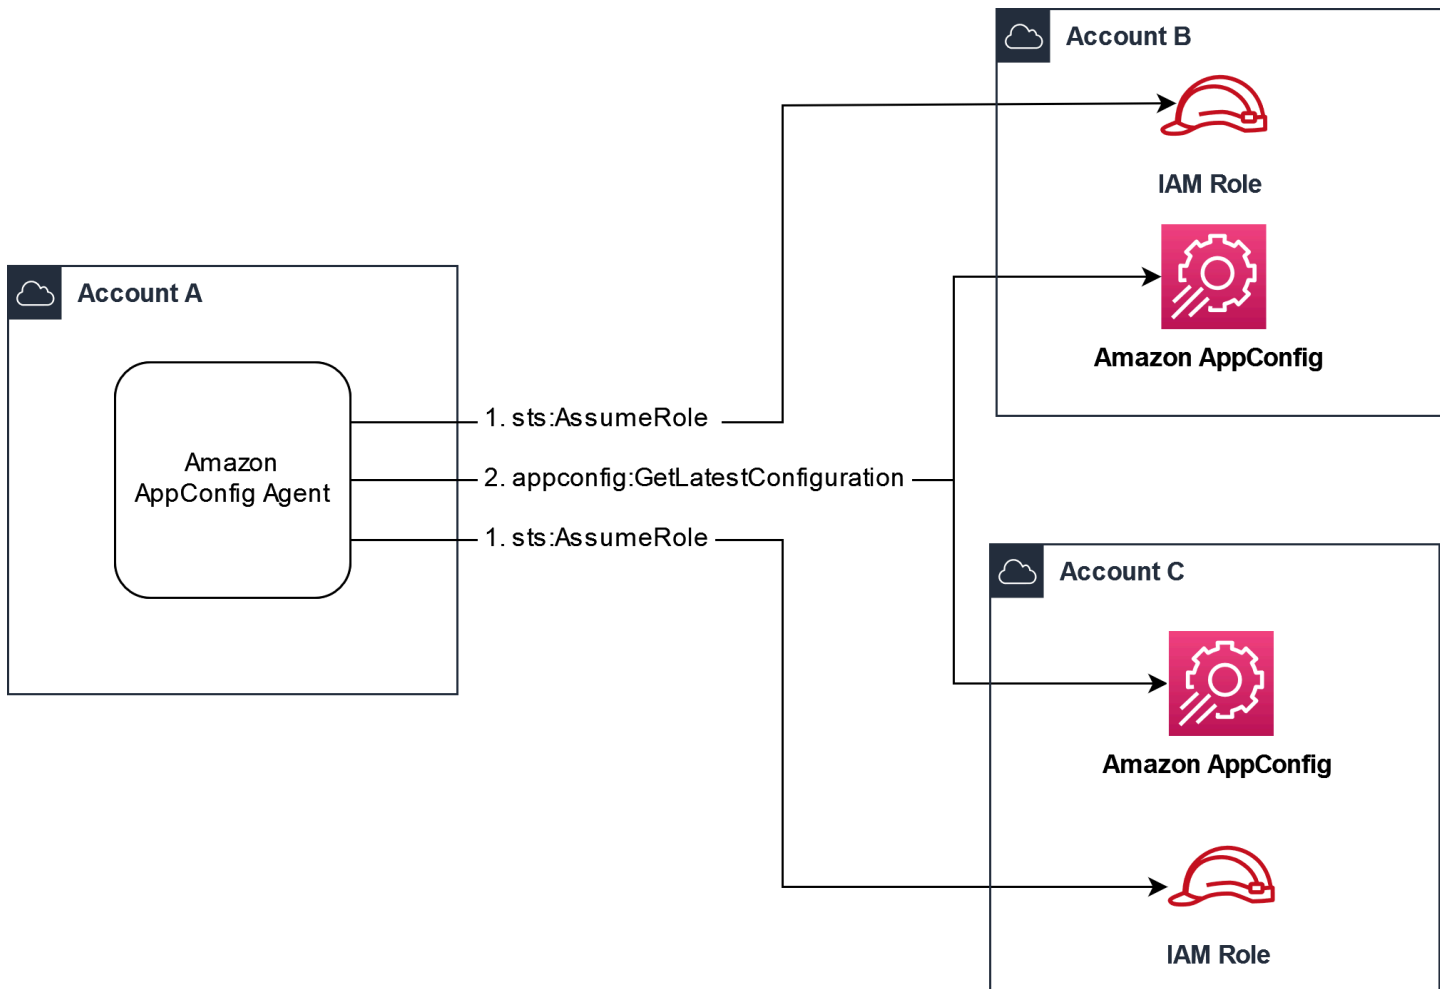 Account B
IAM Role
Amazon AppConfig
Account A
Amazon
AppConfig Agent
1. sts:AssumeRole
2. appconfig:GetLatestConfiguration
1. sts:AssumeRole
Account C
Amazon AppConfig
IAM Role